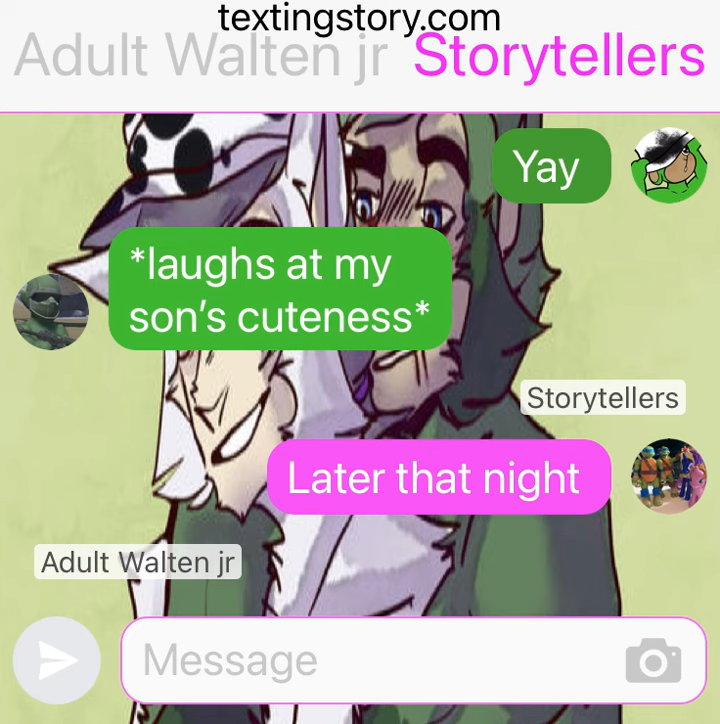 textingstory.com
Adult Walten jr Storytellers
Yay
*laughs at my
son’s cuteness*
Storytellers
Later that night
Adult Walten jr
Message